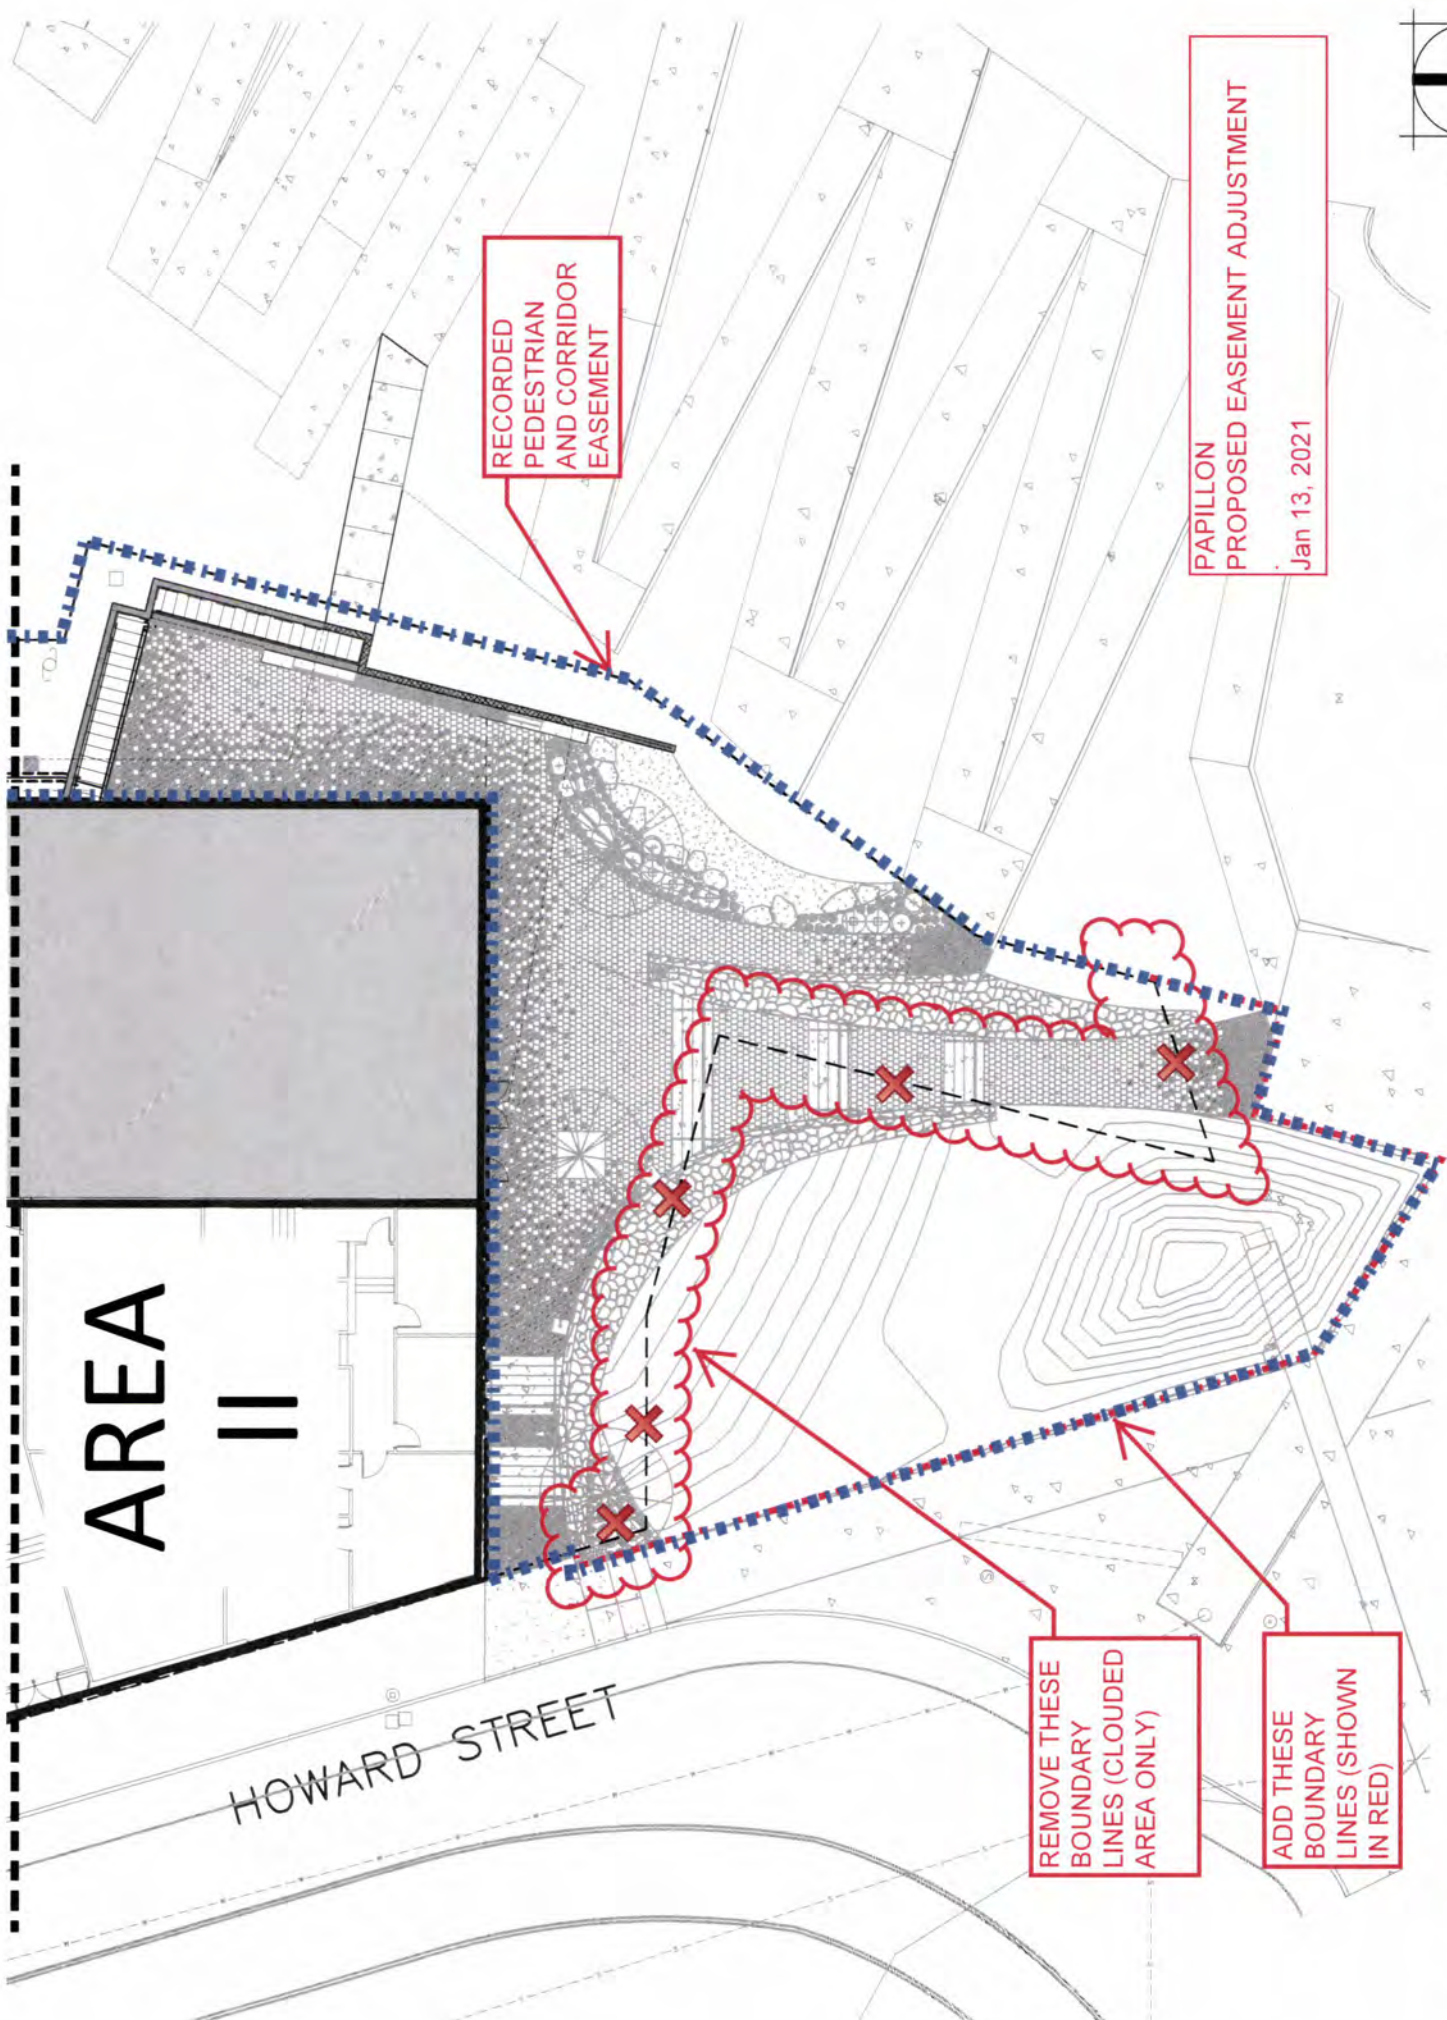 RECORDED
PEDESTRIAN
AND CORRIDOR
EASEMENT
PAPILLON
PROPOSED EASEMENT ADJUSTMENT
.
Jan 13, 2021
AREA
II
HOWARD STREET
REMOVE THESE
BOUNDARY
LINES (CLOUDED
AREA ONLY)
ADD THESE
BOUNDARY
LINES (SHOWN
IN RED)